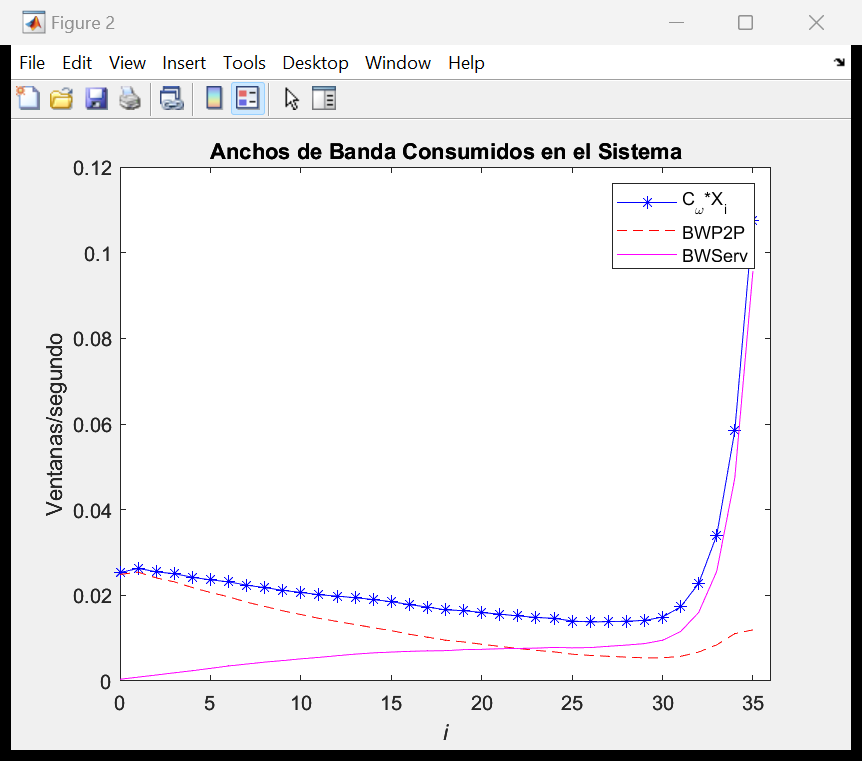 Figure 2
File Edit View Insert Tools Desktop Window Help
Anchos de Banda Consumidos en el Sistema
0.12
0.1
0.08
0.06
0.04
0.02
0
Ventanas/segundo
C_ω*X_i
BWP2P
BWServ
0 5 10 15 20 25 30 35
i